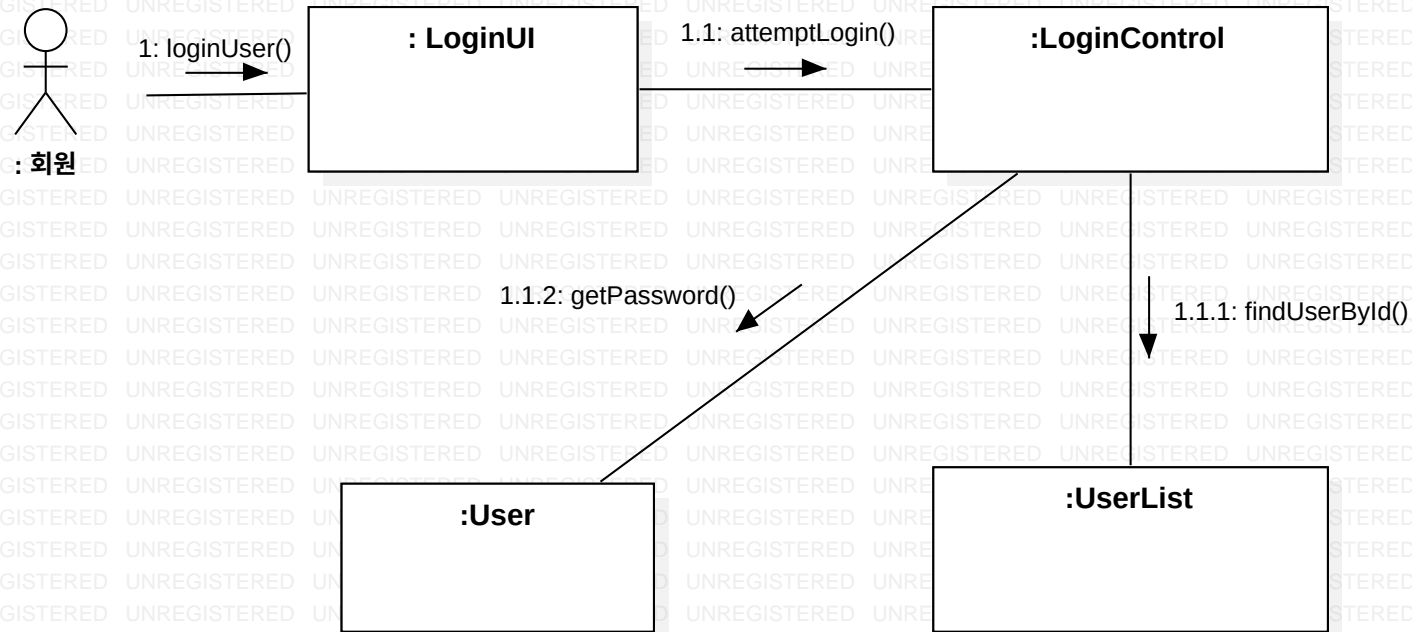 1: loginUser()
: LoginUI
1.1: attemptLogin()
:LoginControl
: 회원
1.1.2: getPassword()
1.1.1: findUserById()
:User
:UserList
UNREGISTERED